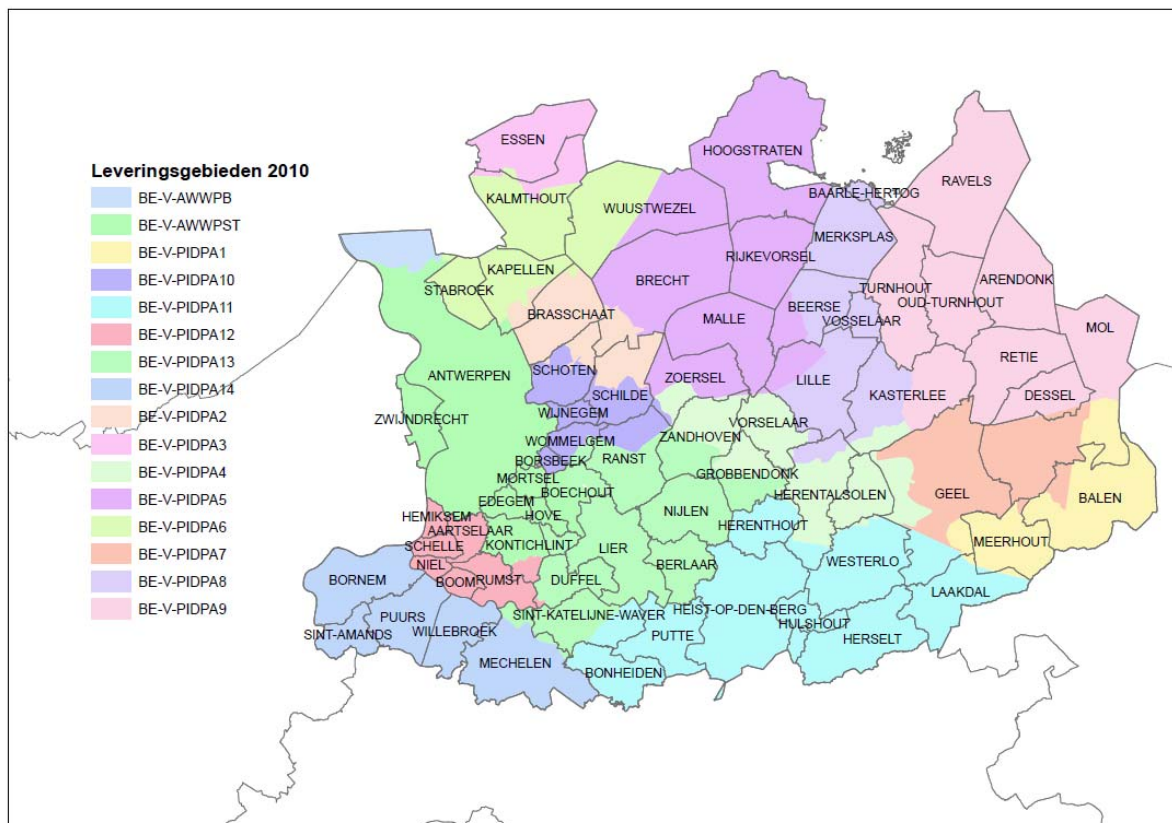 Leveringsgebieden 2010
BE-V-AWWPB
BE-V-AWWPST
BE-V-PIDPA1
BE-V-PIDPA10
BE-V-PIDPA11
BE-V-PIDPA12
BE-V-PIDPA13
BE-V-PIDPA14
BE-V-PIDPA2
BE-V-PIDPA3
BE-V-PIDPA4
BE-V-PIDPA5
BE-V-PIDPA6
BE-V-PIDPA7
BE-V-PIDPA8
BE-V-PIDPA9
ESSEN
HOOGSTRATEN
RAVELS
BAARLE-HERTOG
KALMTHOUT
WUUSTWEZEL
MERKSPLAS
RIJKEVORSEL
KAPELLEN
BRECHT
ARENDONK
STABROEK
TURNHOUT
OUD-TURNHOUT
BEERSE
BRASSCHAAT
MALLE
VOSSELAAR
MOL
RETIE
SCHOTEN
ANTWERPEN
ZOERSEL
LILLE
SCHILDE
KASTERLEE
DESSEL
WIJNEGEM
ZWIJNDRECHT
VORSELAAR
ZANDHOVEN
WOMMELGEM
RANST
BORSBEEK
GROBBENDONK
MORTSEL
BOECHOUT
HERENTALS
OLEN
GEEL
BALEN
EDEGEM
HOVE
NIJLEN
HEMIKSEM
HERENTHOUT
AARTSELAAR
SCHELLE
KONTICH
LINT
LIER
MEERHOUT
NIEL
WESTERLO
BERLAAR
BORNEM
BOOM
RUMST
DUFFEL
LAAKDAL
PUURS
SINT-KATELIJNE-WAVER
HEIST-OP-DEN-BERG
HULSHOUT
SINT-AMANDS
WILLEBROEK
PUTTE
HERSELT
MECHELEN
BONHEIDEN